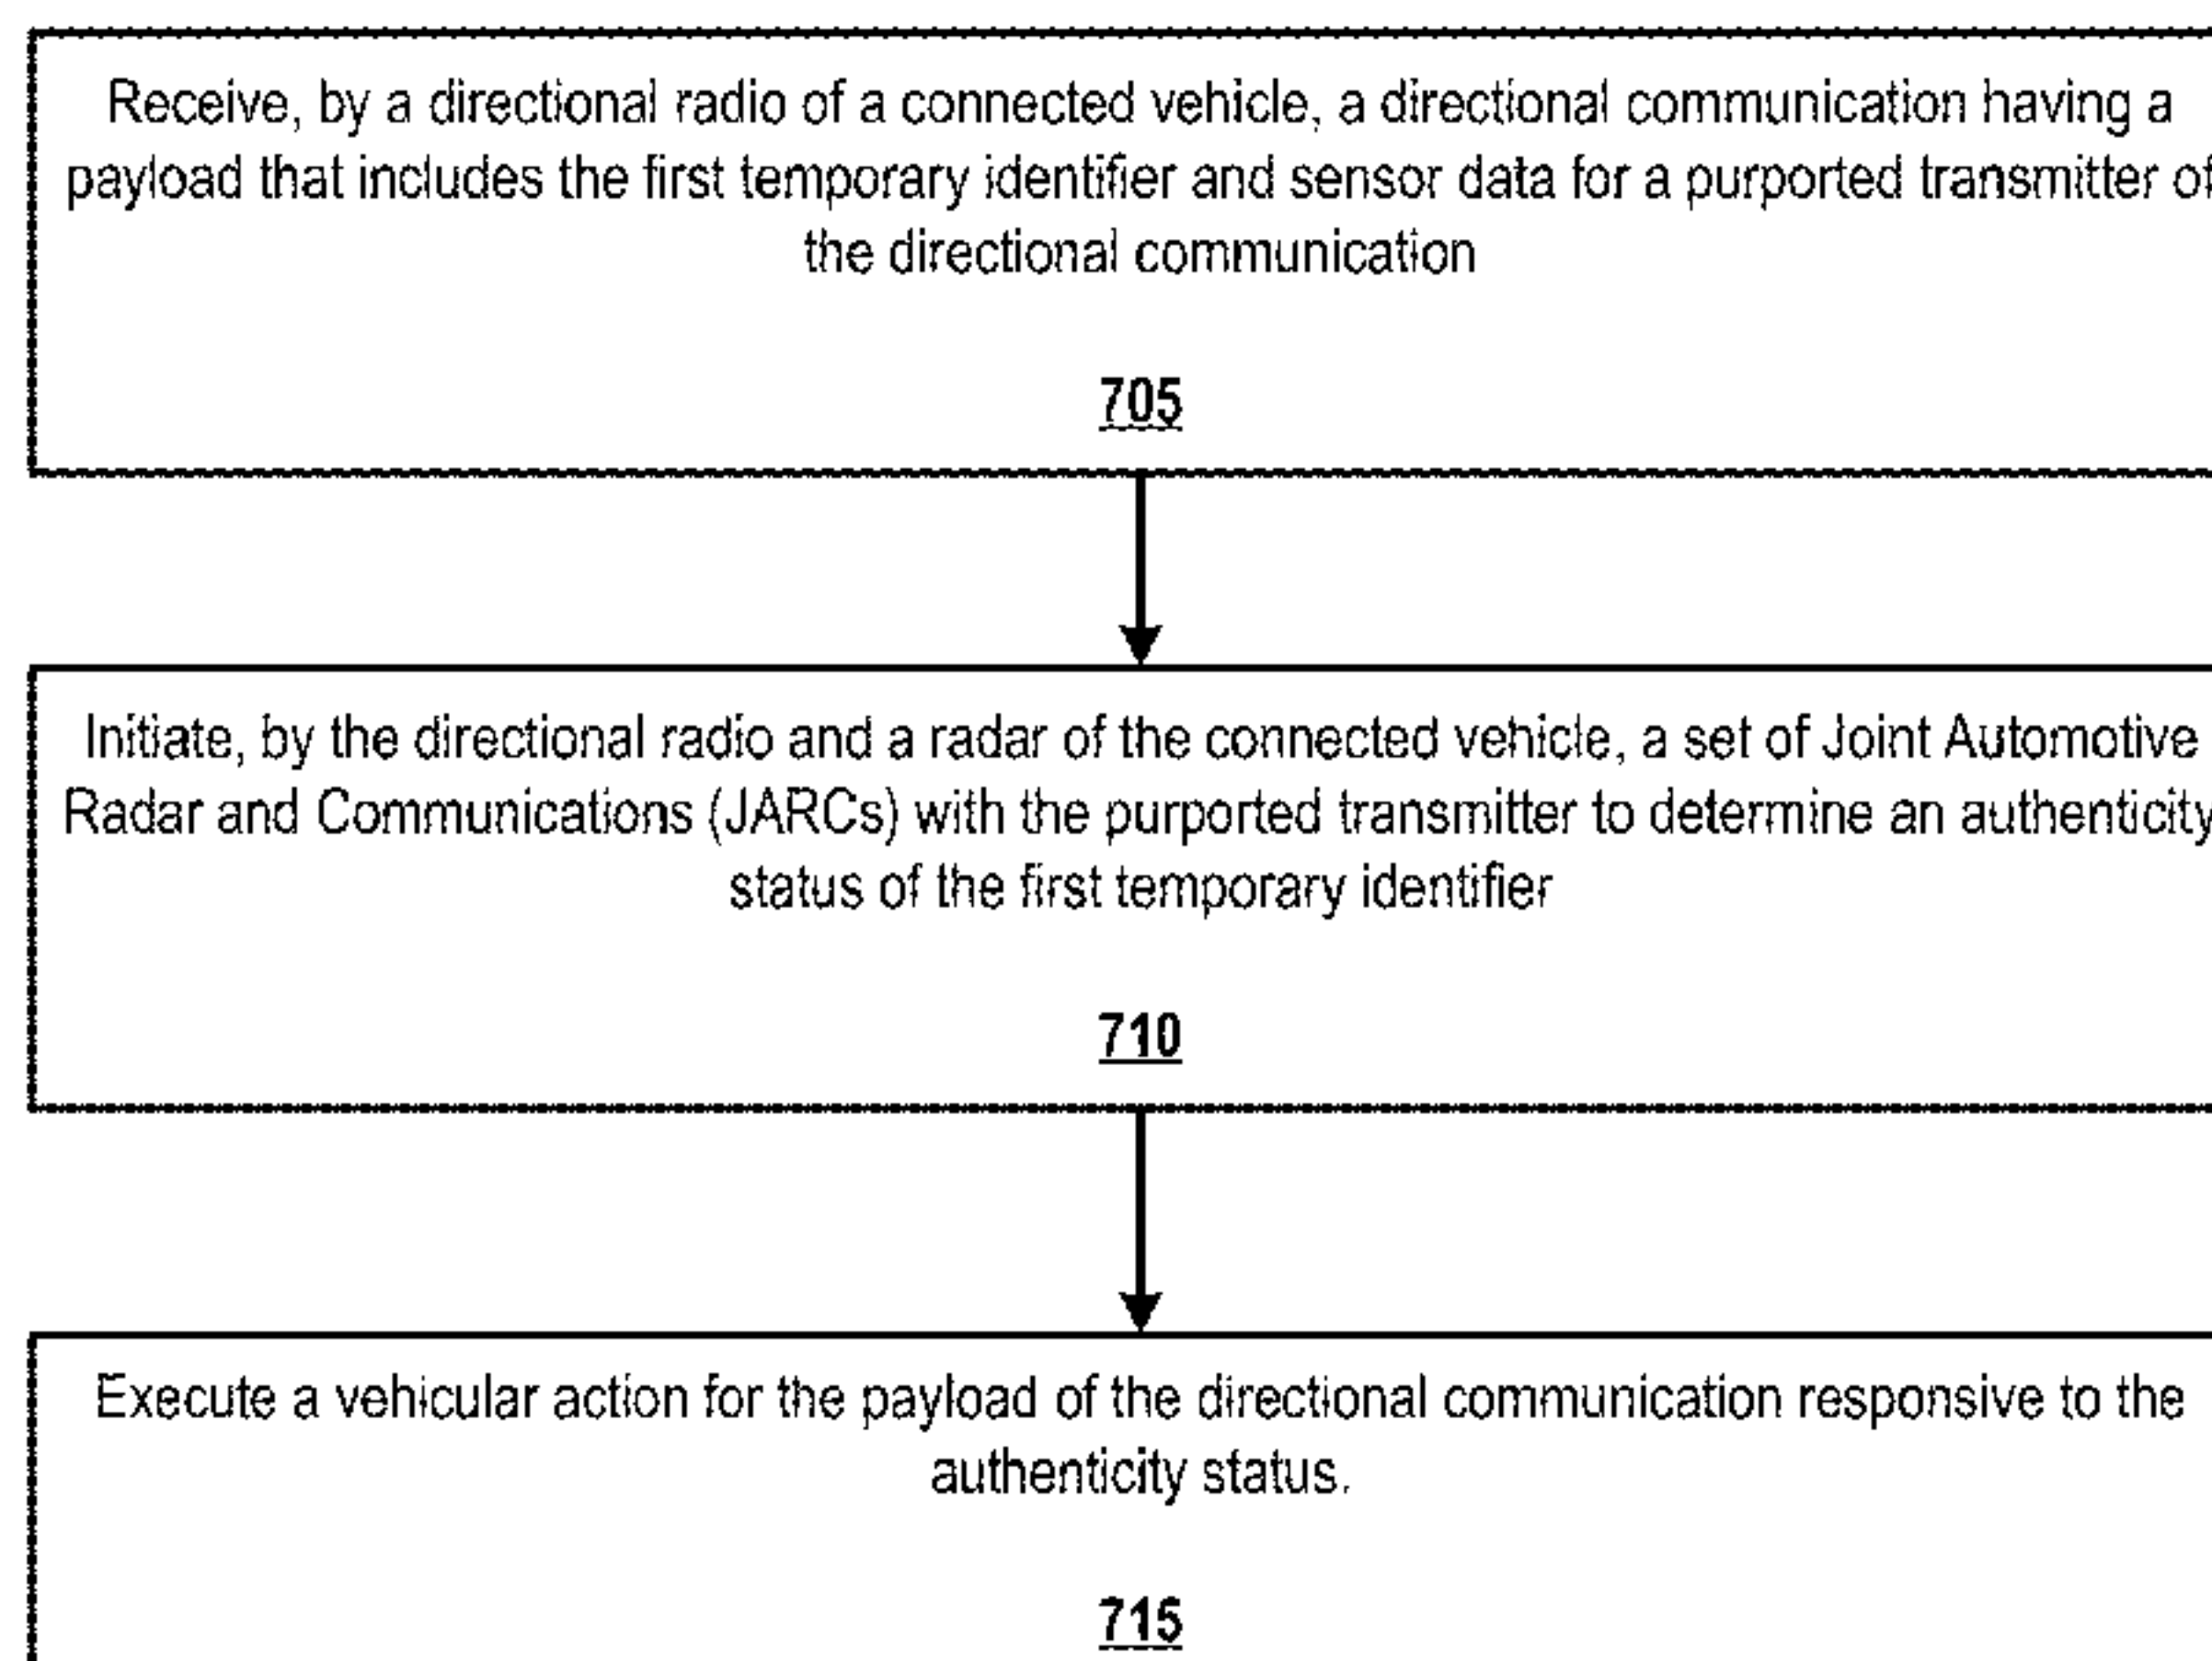 Receive, by a directional radio of a connected vehicle, a directional communication having a
payload that includes the first temporary identifier and sensor data for a purported transmitter of
the directional communication
705
Initiate, by the directional radio and a radar of the connected vehicle, a set of Joint Automotive
Radar and Communications (JARCs) with the purported transmitter to determine an authenticity
status of the first temporary identifier
710
Execute a vehicular action for the payload of the directional communication responsive to the
authenticity status.
715